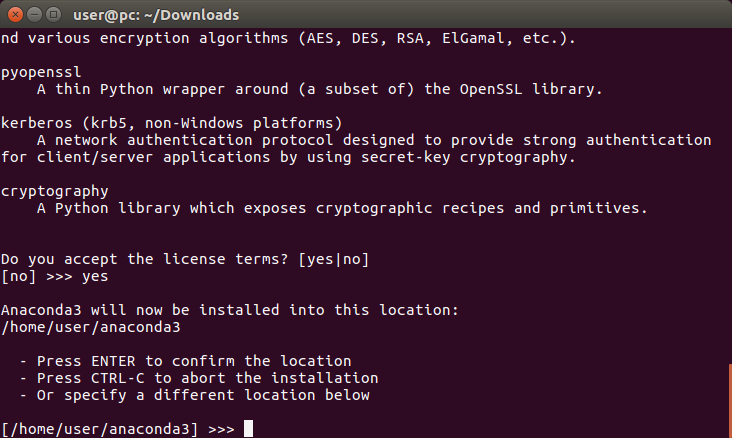 user@pc: ~/Downloads
nd various encryption algorithms (AES, DES, RSA, ElGamal, etc.).
pyopenssl
    A thin Python wrapper around (a subset of) the OpenSSL library.
kerberos (krb5, non-Windows platforms)
    A network authentication protocol designed to provide strong authentication
for client/server applications by using secret-key cryptography.
cryptography
    A Python library which exposes cryptographic recipes and primitives.
Do you accept the license terms? [yes|no]
[no] >>> yes
Anaconda3 will now be installed into this location:
/home/user/anaconda3
  - Press ENTER to confirm the location
  - Press CTRL-C to abort the installation
  - Or specify a different location below
[/home/user/anaconda3] >>>